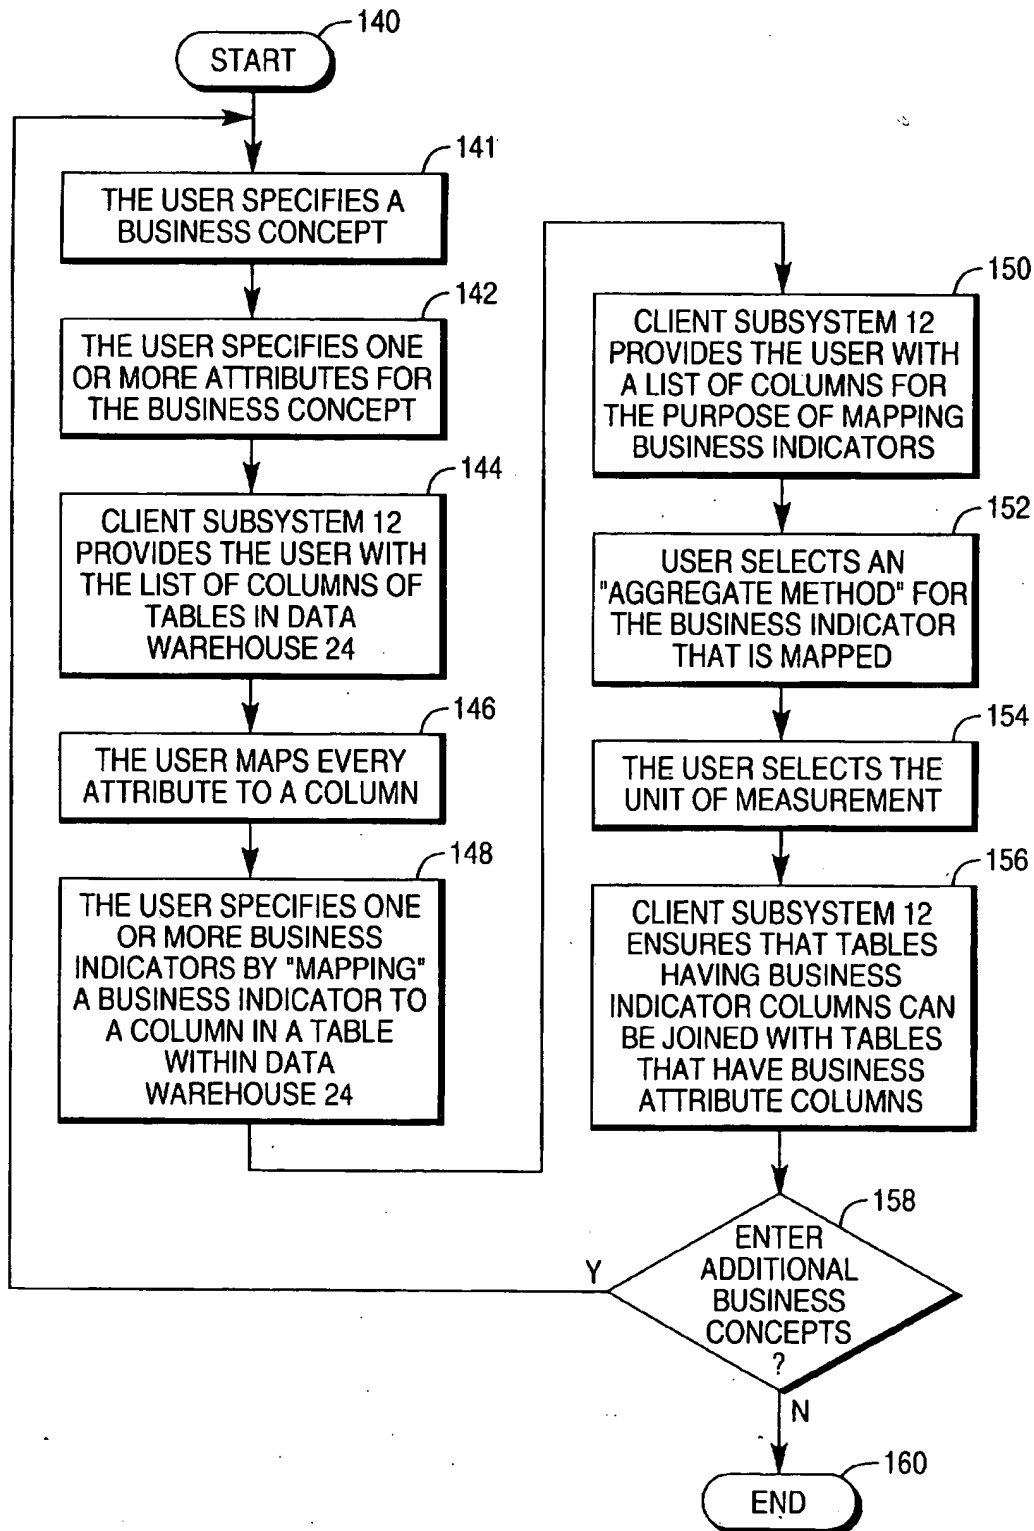 140
START
141
THE USER SPECIFIES A
BUSINESS CONCEPT
142
THE USER SPECIFIES ONE
OR MORE ATTRIBUTES FOR
THE BUSINESS CONCEPT
144
CLIENT SUBSYSTEM 12
PROVIDES THE USER WITH
THE LIST OF COLUMNS OF
TABLES IN DATA
WAREHOUSE 24
146
THE USER MAPS EVERY
ATTRIBUTE TO A COLUMN
148
THE USER SPECIFIES ONE
OR MORE BUSINESS
INDICATORS BY "MAPPING"
A BUSINESS INDICATOR TO
A COLUMN IN A TABLE
WITHIN DATA
WAREHOUSE 24
150
CLIENT SUBSYSTEM 12
PROVIDES THE USER WITH
A LIST OF COLUMNS FOR
THE PURPOSE OF MAPPING
BUSINESS INDICATORS
152
USER SELECTS AN
"AGGREGATE METHOD" FOR
THE BUSINESS INDICATOR
THAT IS MAPPED
154
THE USER SELECTS THE
UNIT OF MEASUREMENT
156
CLIENT SUBSYSTEM 12
ENSURES THAT TABLES
HAVING BUSINESS
INDICATOR COLUMNS CAN
BE JOINED WITH TABLES
THAT HAVE BUSINESS
ATTRIBUTE COLUMNS
158
ENTER
ADDITIONAL
BUSINESS
CONCEPTS
?
Y
N
160
END